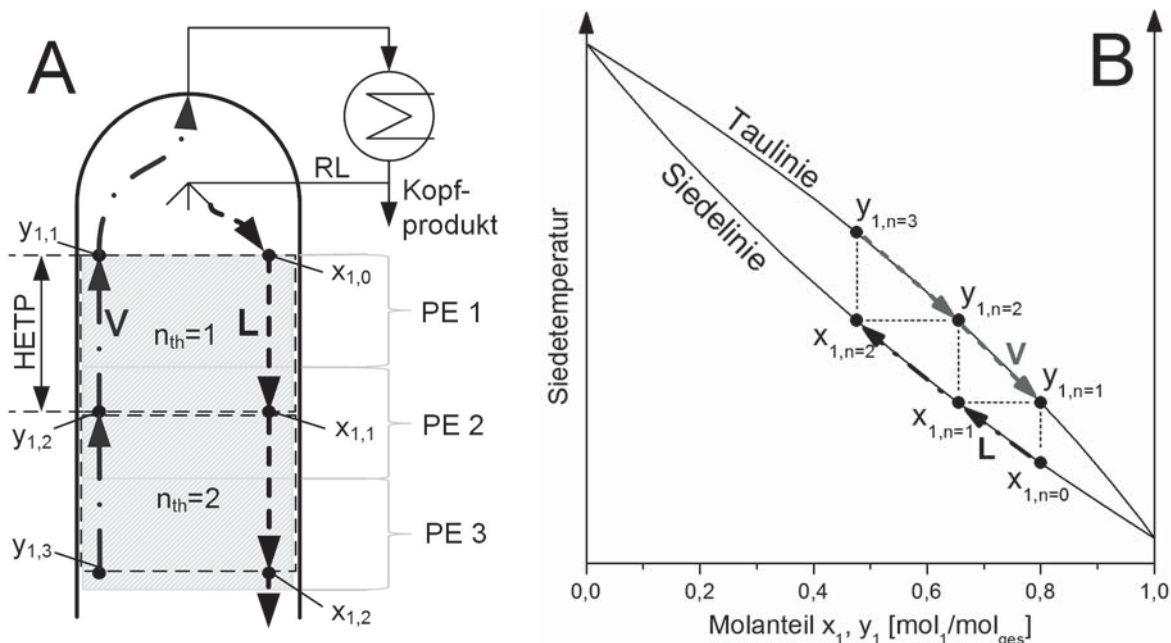 A
RL
Kopf-
produkt
y1,1
x1,0
HETP
V
nth=1
L
PE 1
y1,2
x1,1
PE 2
nth=2
PE 3
y1,3
x1,2
B
Siedetemperatur
Taulinie
Siedelinie
y1,n=3
y1,n=2
x1,n=2
V
y1,n=1
x1,n=1
L
x1,n=0
0,0 0,2 0,4 0,6 0,8 1,0
Molanteil x1, y1 [mol1/molges]